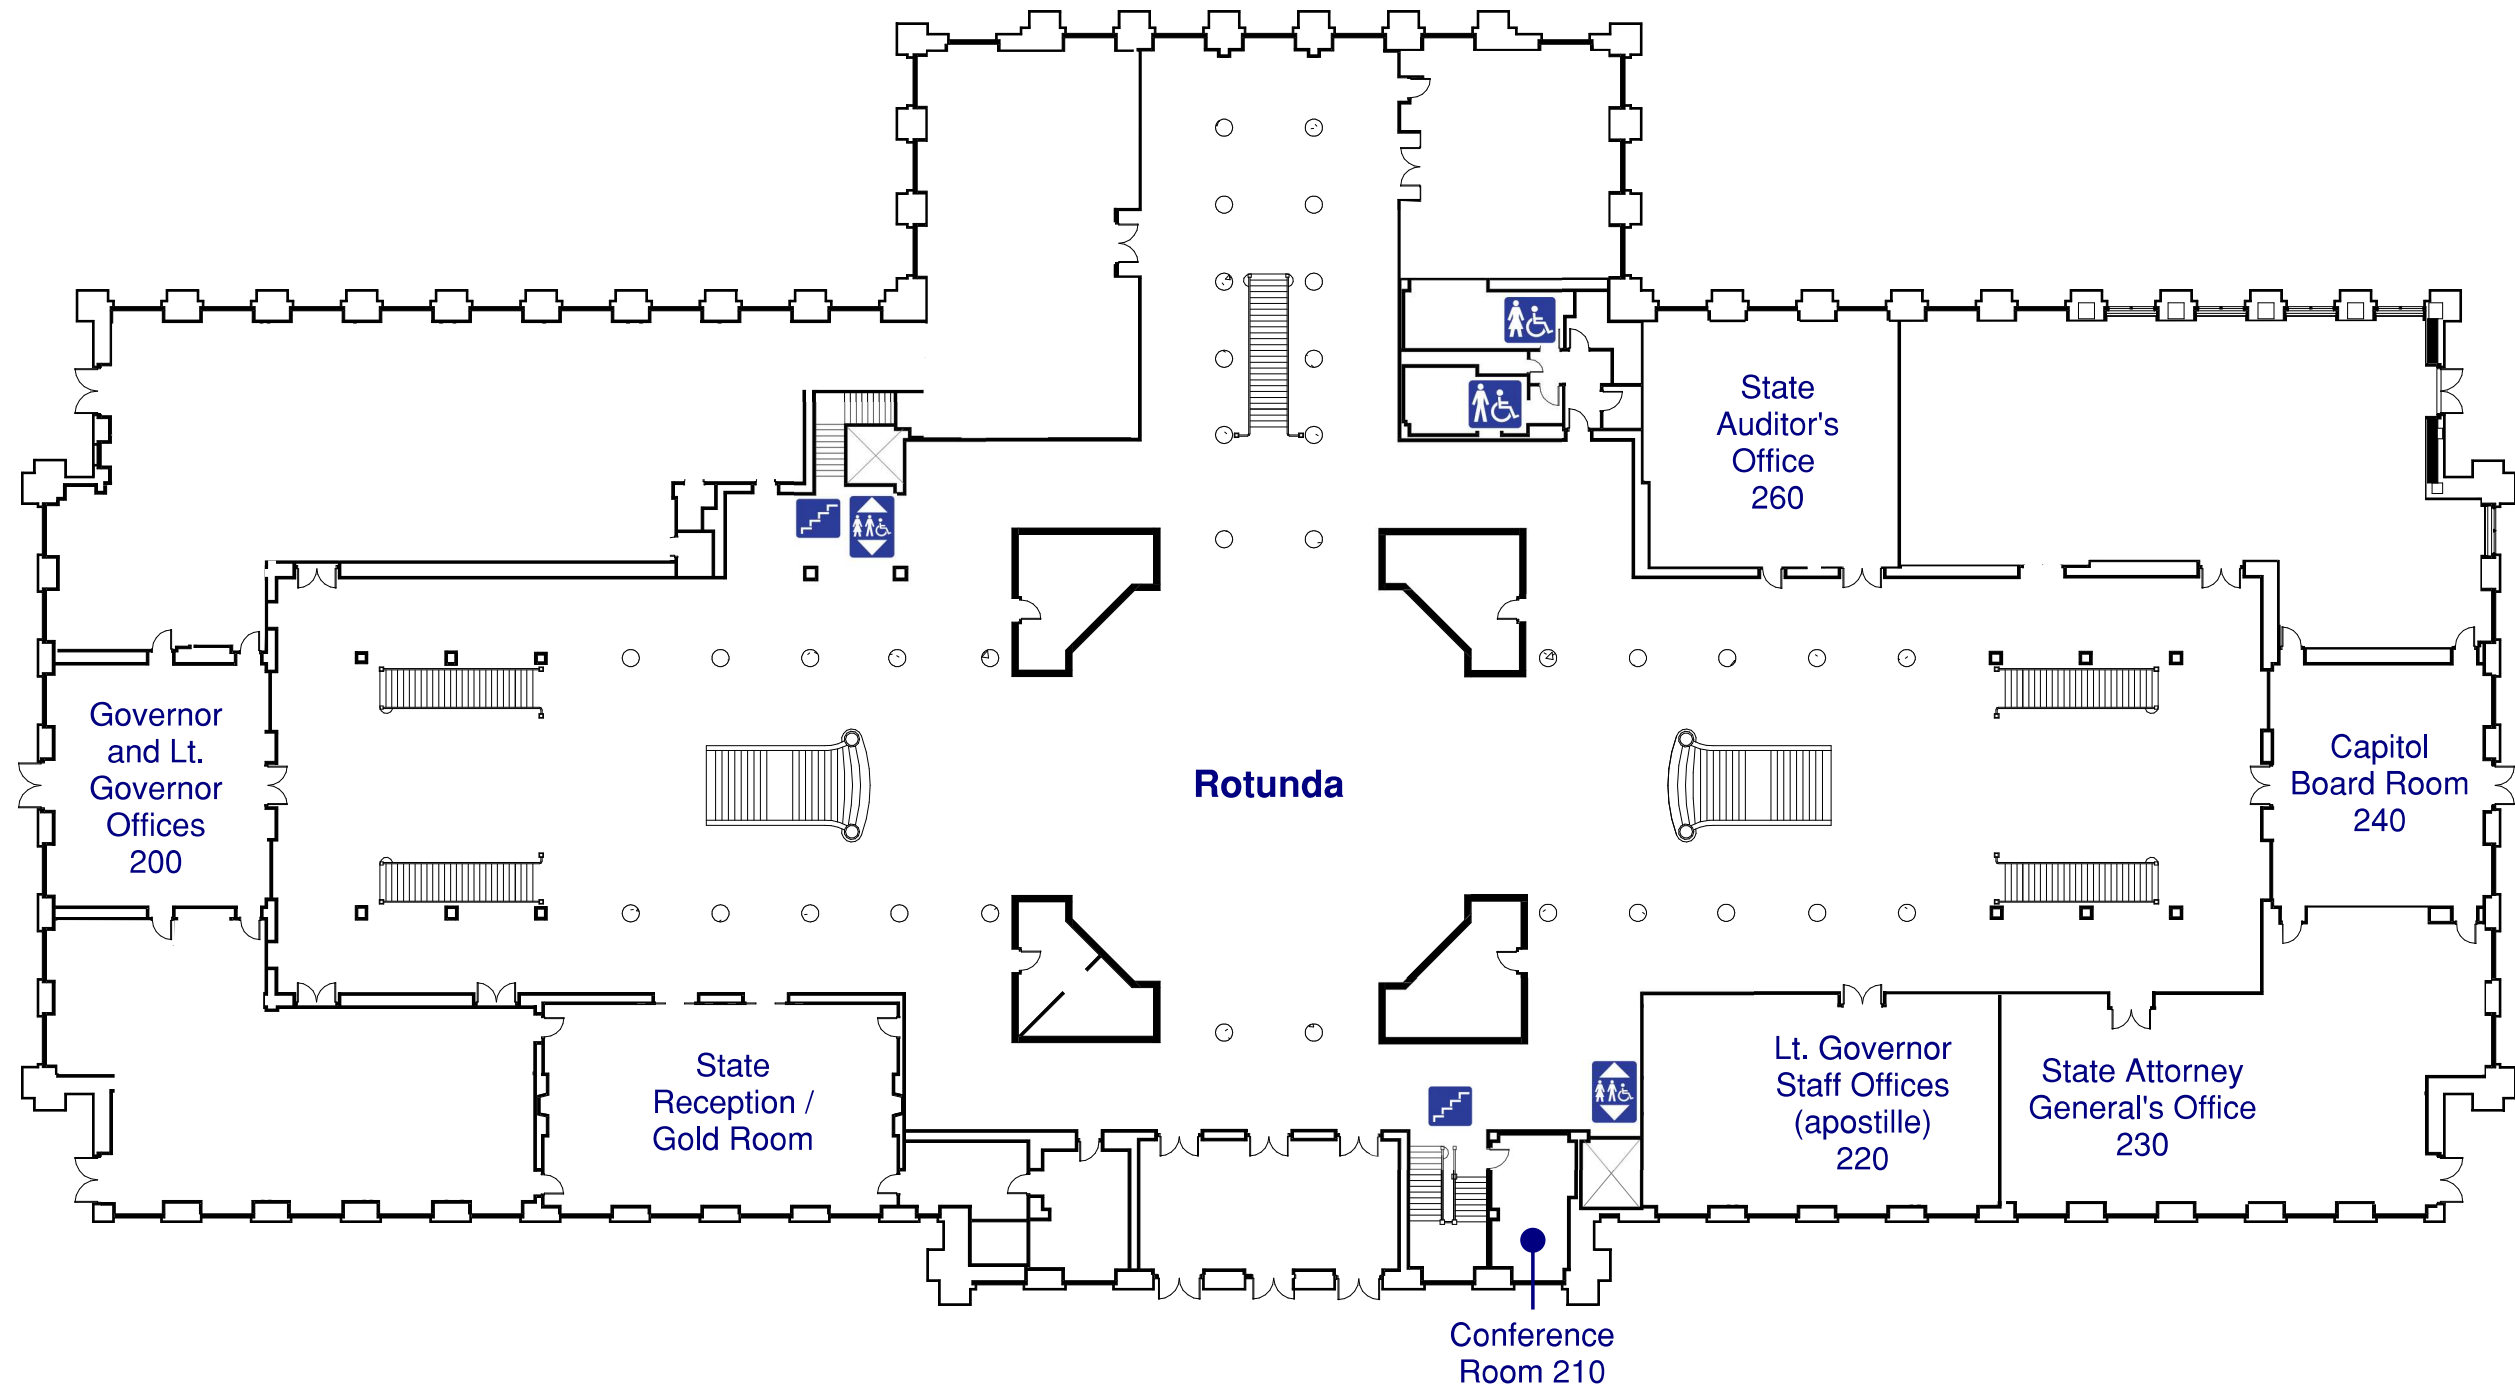 State
Auditor's
Office
260
Governor
and Lt.
Governor
Offices
200
Rotunda
Capitol
Board Room
240
State
Reception /
Gold Room
Lt. Governor
Staff Offices
(apostille)
220
State Attorney
General's Office
230
Conference
Room 210